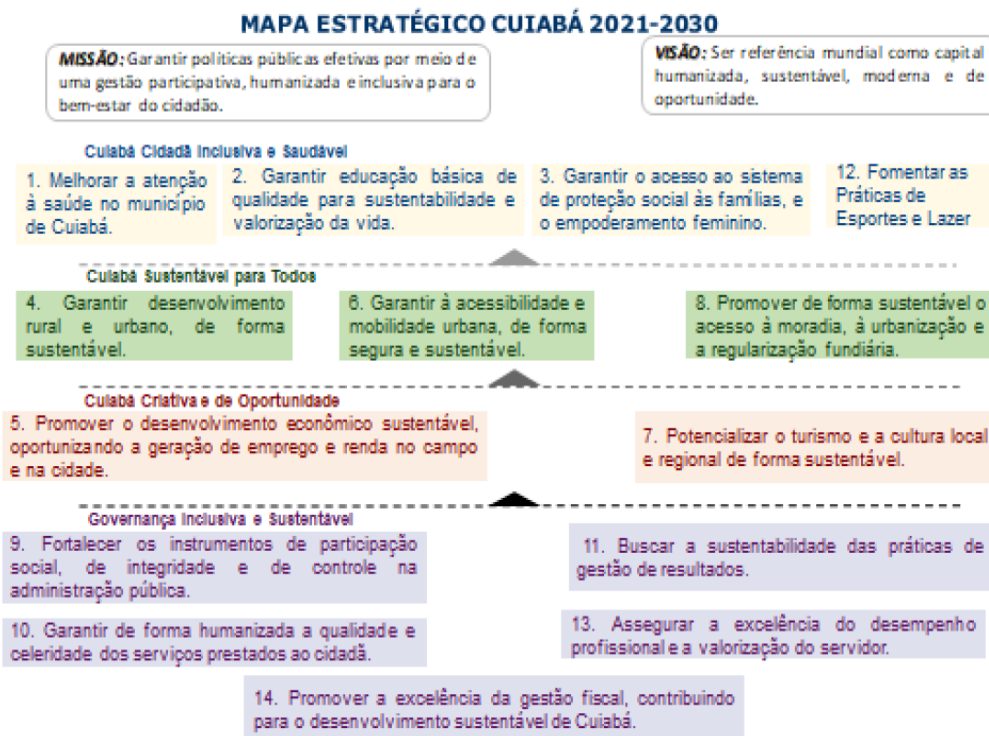 MAPA ESTRATÉGICO CUIABÁ 2021-2030
MISSÃO: Garantir políticas públicas efetivas por meio de
uma gestão participativa, humanizada e inclusiva para o
bem-estar do cidadão.
VISÃO: Ser referência mundial como capital
humanizada, sustentável, moderna e de
oportunidade.
Cuiabá Cidadã Inclusiva e Saudável
1. Melhorar a atenção
à saúde no município
de Cuiabá.
2. Garantir educação básica de
qualidade para sustentabilidade e
valorização da vida.
3. Garantir o acesso ao sistema
de proteção social às famílias, e
o empoderamento feminino.
12. Fomentar as
Práticas de
Esportes e Lazer
Cuiabá Sustentável para Todos
4. Garantir desenvolvimento
rural e urbano, de forma
sustentável.
6. Garantir à acessibilidade e
mobilidade urbana, de forma
segura e sustentável.
8. Promover de forma sustentável o
acesso à moradia, à urbanização e
a regularização fundiária.
Cuiabá Criativa e de Oportunidade
5. Promover o desenvolvimento econômico sustentável,
oportunizando a geração de emprego e renda no campo
e na cidade.
7. Potencializar o turismo e a cultura local
e regional de forma sustentável.
Governança Inclusiva e Sustentável
9. Fortalecer os instrumentos de participação
social, de integridade e de controle na
administração pública.
11. Buscar a sustentabilidade das práticas de
gestão de resultados.
10. Garantir de forma humanizada a qualidade e
celeridade dos serviços prestados ao cidadã.
13. Assegurar a excelência do desempenho
profissional e a valorização do servidor.
14. Promover a excelência da gestão fiscal, contribuindo
para o desenvolvimento sustentável de Cuiabá.